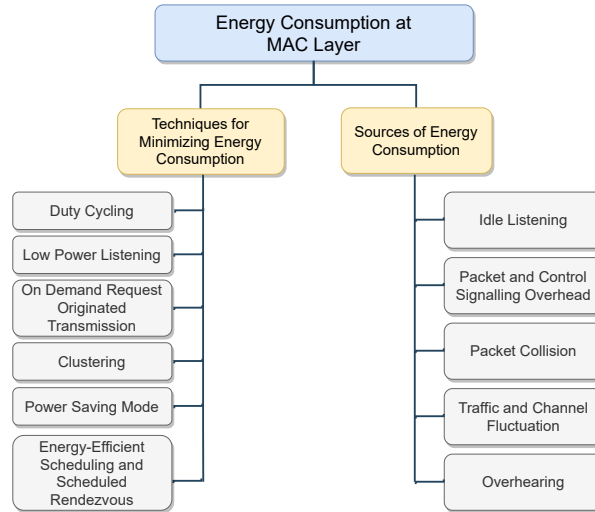 Energy Consumption at
MAC Layer
Techniques for
Minimizing Energy
Consumption
Sources of Energy
Consumption
Duty Cycling
Low Power Listening
On Demand Request
Originated
Transmission
Clustering
Power Saving Mode
Energy-Efficient
Scheduling and
Scheduled
Rendezvous
Idle Listening
Packet and Control
Signalling Overhead
Packet Collision
Traffic and Channel
Fluctuation
Overhearing